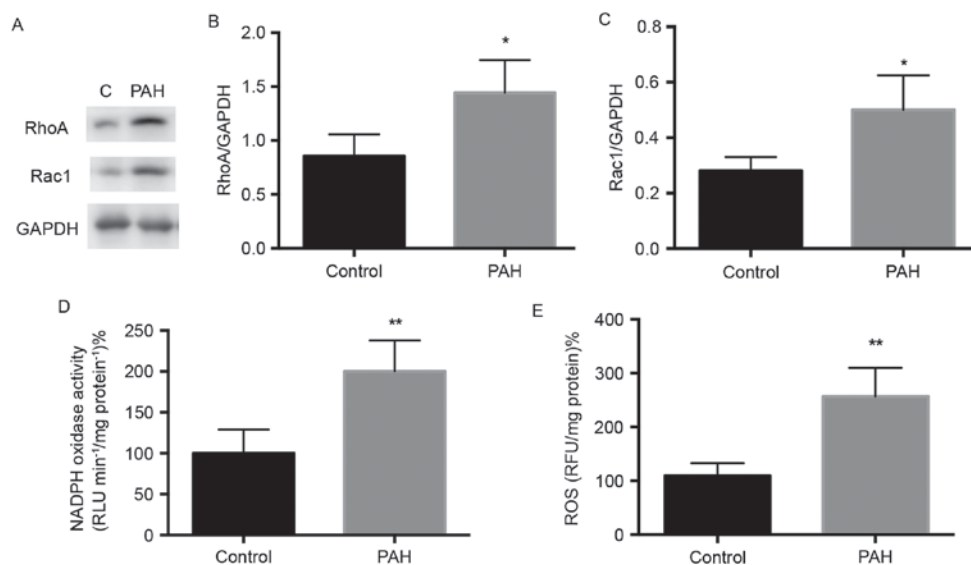 A
C PAH
RhoA
Rac1
GAPDH
B
RhoA/GAPDH
2.0
1.5
1.0
0.5
0.0
*
Control PAH
C
Rac1/GAPDH
0.8
0.6
0.4
0.2
0.0
*
Control PAH
D
NADPH oxidase activity
(RLU min⁻¹/mg protein⁻¹)%
250
200
150
100
50
0
**
Control PAH
E
ROS (RFU/mg protein)%
400
300
200
100
0
**
Control PAH